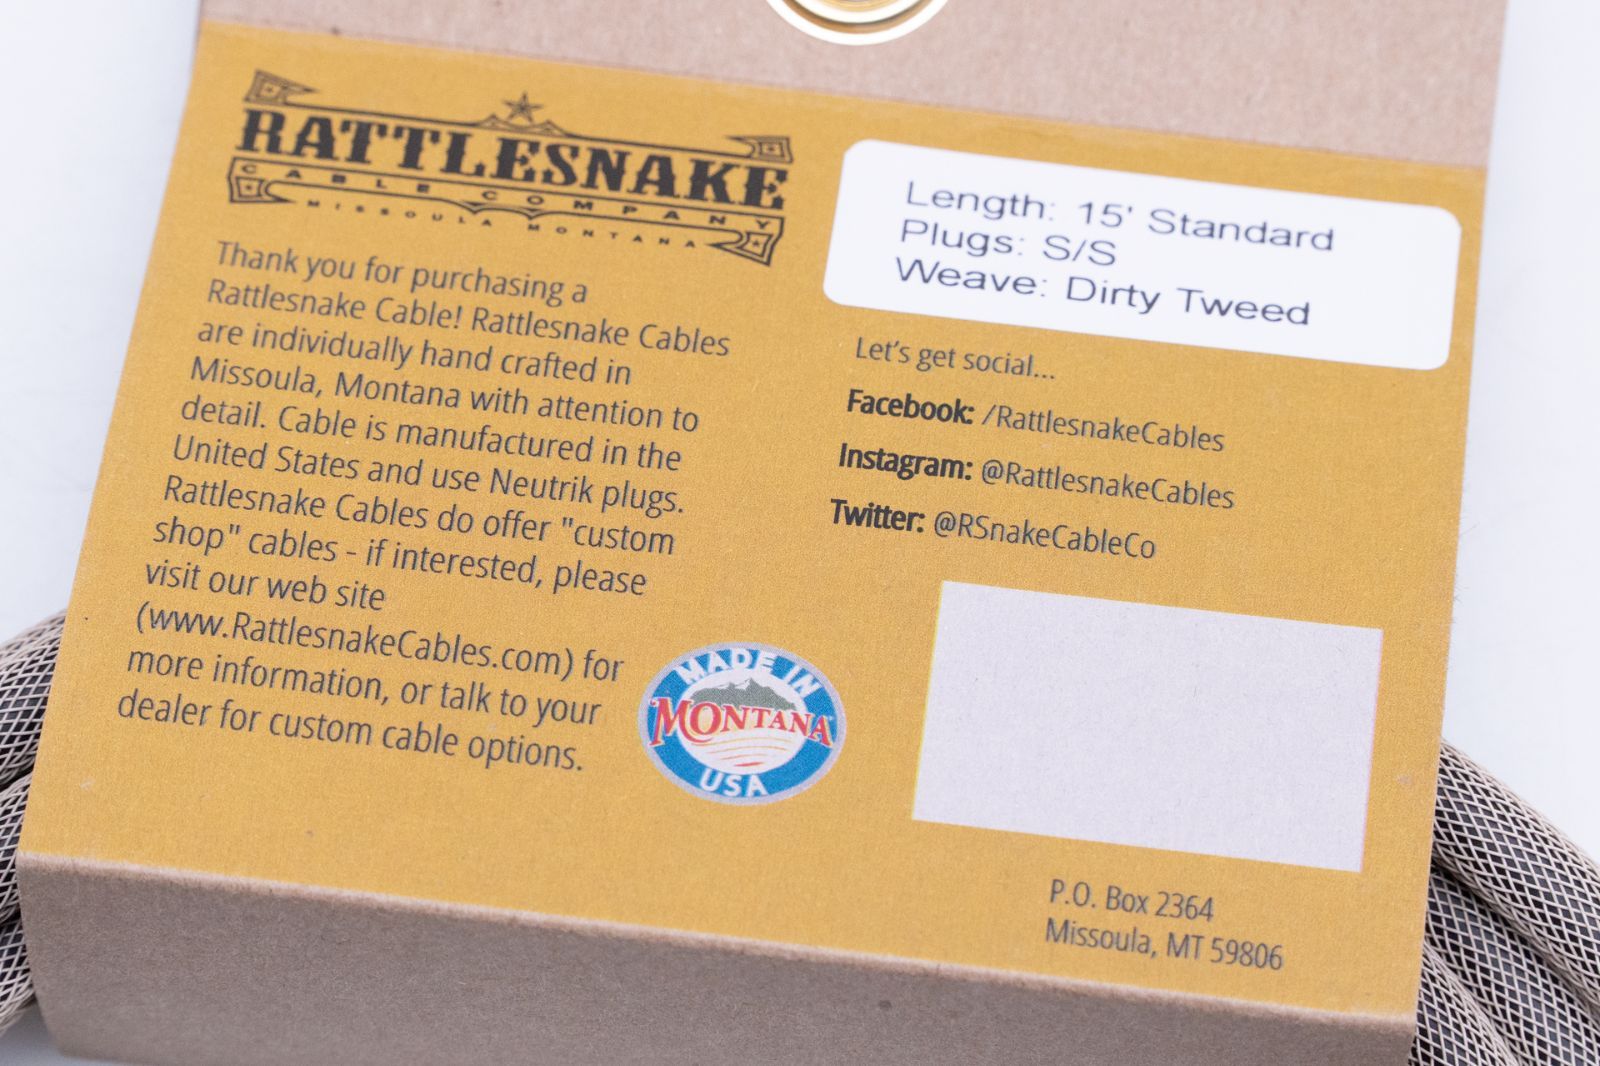 RATTLESNAKE
CABLE COMPANY
MISSOULA MONTANA
Thank you for purchasing a
Rattlesnake Cable! Rattlesnake Cables
are individually hand crafted in
Missoula, Montana with attention to
detail. Cable is manufactured in the
United States and use Neutrik plugs.
Rattlesnake Cables do offer "custom
shop" cables - if interested, please
visit our web site
(www.RattlesnakeCables.com) for
more information, or talk to your
dealer for custom cable options.
MADE IN
MONTANA
USA
Length: 15' Standard
Plugs: S/S
Weave: Dirty Tweed
Let's get social...
Facebook: /RattlesnakeCables
Instagram: @RattlesnakeCables
Twitter: @RSnakeCableCo
P.O. Box 2364
Missoula, MT 59806